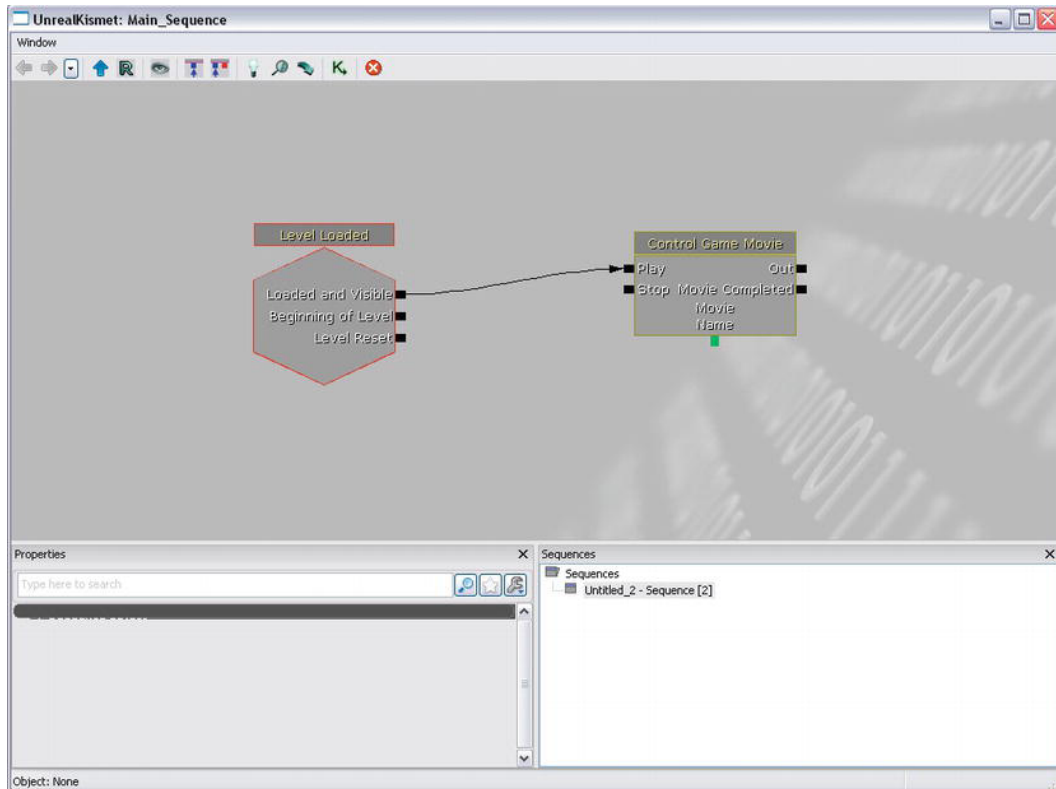 UnrealKismet: Main_Sequence
Window
R
K
Level Loaded
Loaded and Visible
Beginning of Level
Level Reset
Control Game Movie
Play Out
Stop Movie Completed
Movie
Name
Properties
Type here to search
Sequences
Sequences
Untitled_2 - Sequence [2]
Object: None